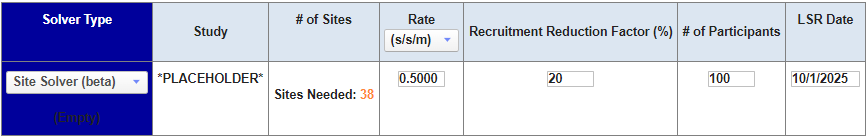 Solver Type
Study
# of Sites
Rate
(s/s/m)
Recruitment Reduction Factor (%)
# of Participants
LSR Date
Site Solver (beta)
(Empty)
*PLACEHOLDER*
Sites Needed: 38
0.5000
20
100
10/1/2025